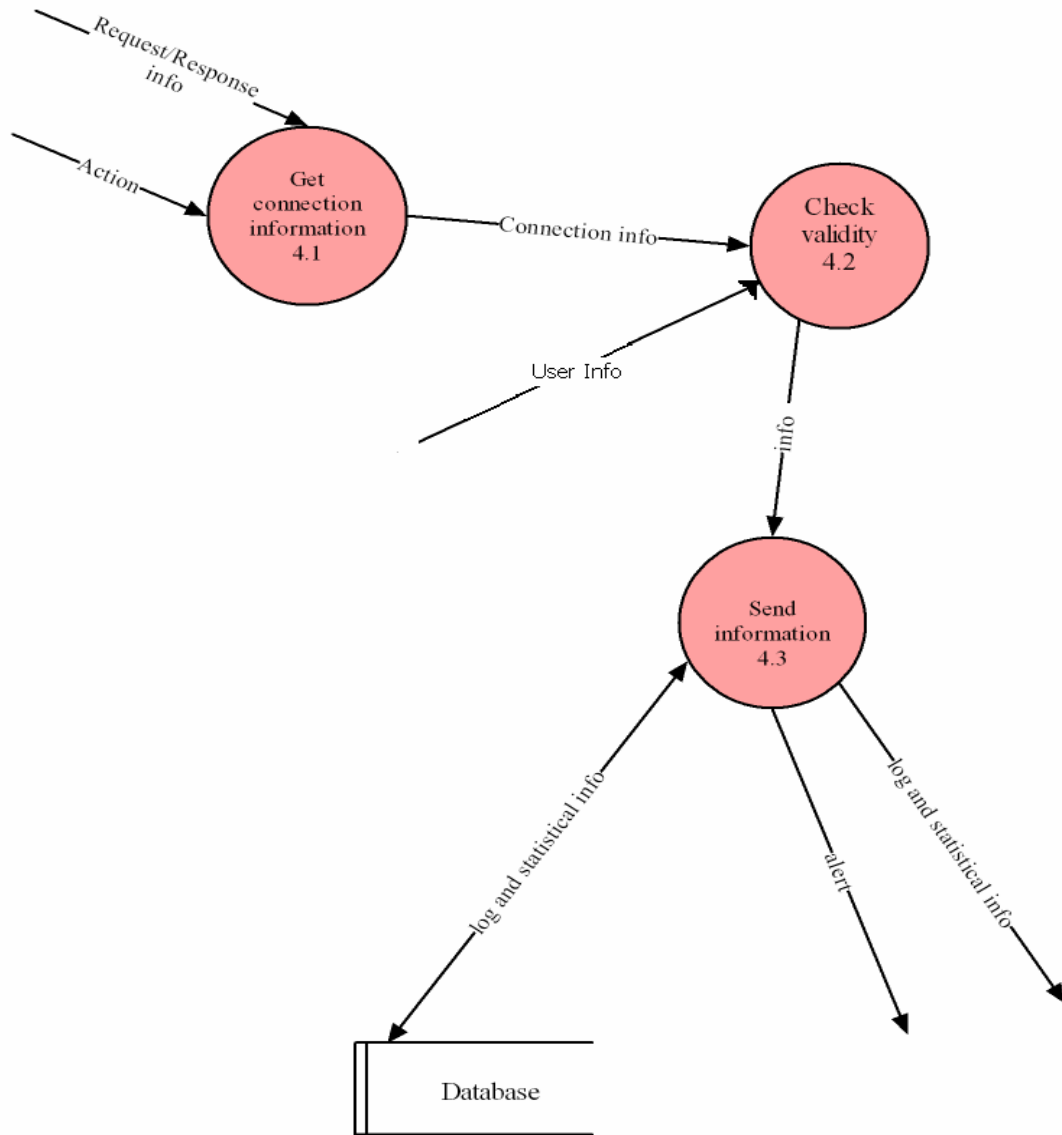 Request/Response
info
Action
Get
connection
information
4.1
Connection info
Check
validity
4.2
User Info
info
Send
information
4.3
log and statistical info
alert
log and statistical info
Database